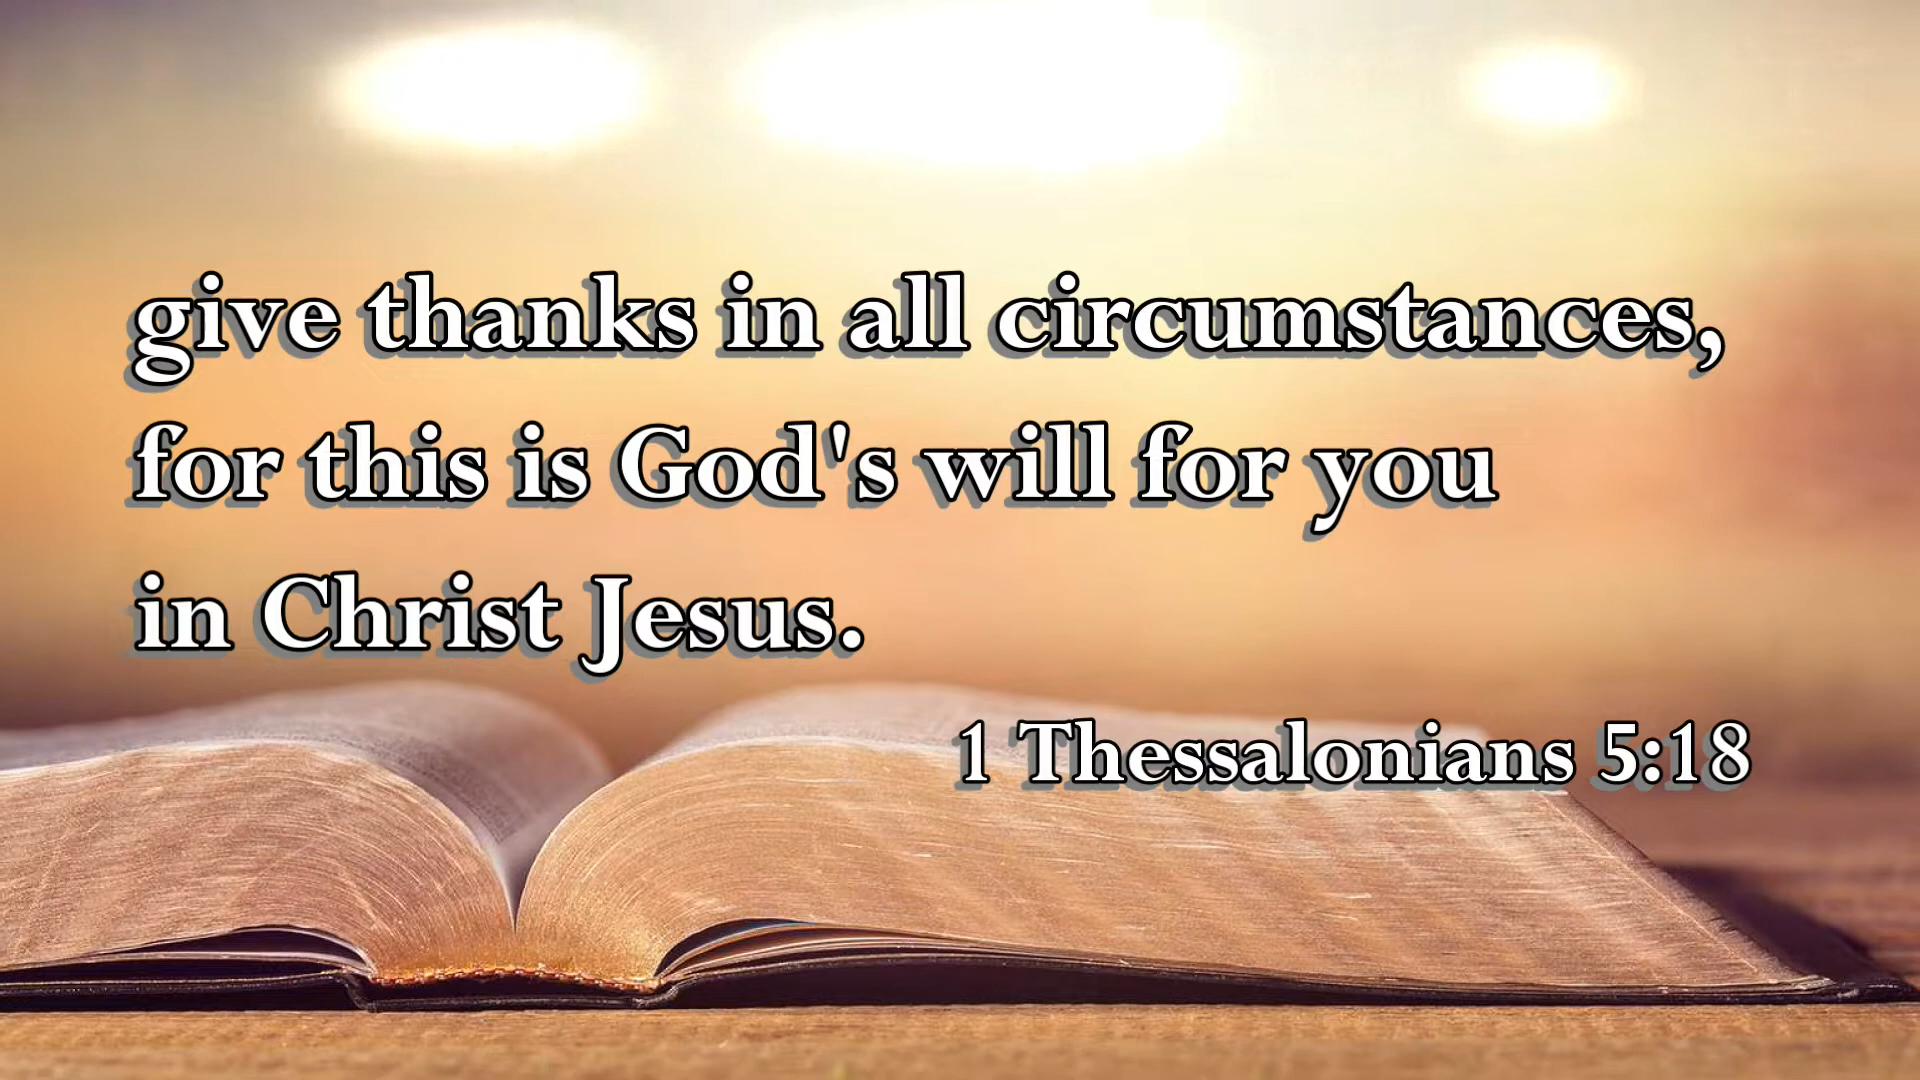 give thanks in all circumstances,
for this is God's will for you
in Christ Jesus.
1 Thessalonians 5:18